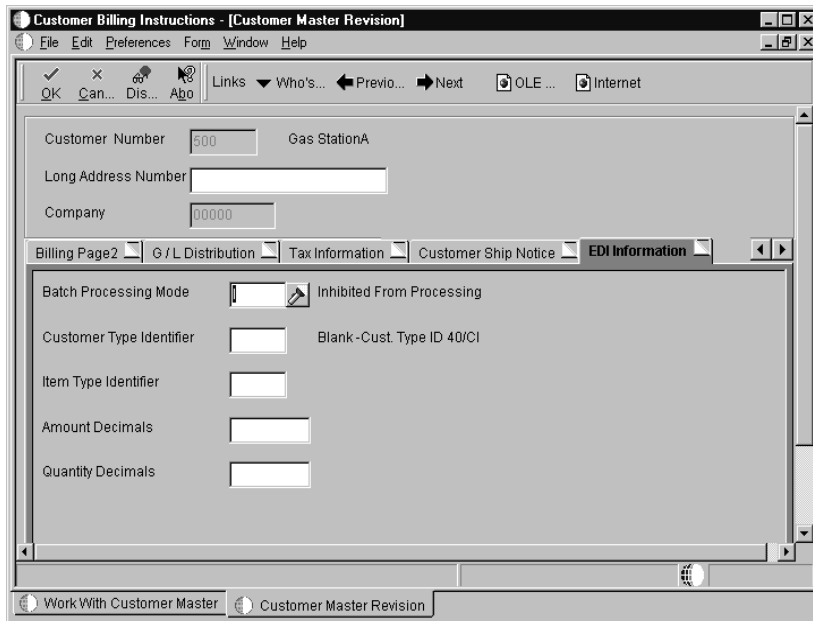 Customer Billing Instructions - [Customer Master Revision]
File Edit Preferences Form Window Help
OK Can... Dis... Abo Links Who's... Previo... Next OLE ... Internet
Customer Number 500 Gas StationA
Long Address Number
Company 00000
Billing Page2 G / L Distribution Tax Information Customer Ship Notice EDI Information
Batch Processing Mode Inhibited From Processing
Customer Type Identifier Blank-Cust. Type ID 40/CI
Item Type Identifier
Amount Decimals
Quantity Decimals
Work With Customer Master Customer Master Revision